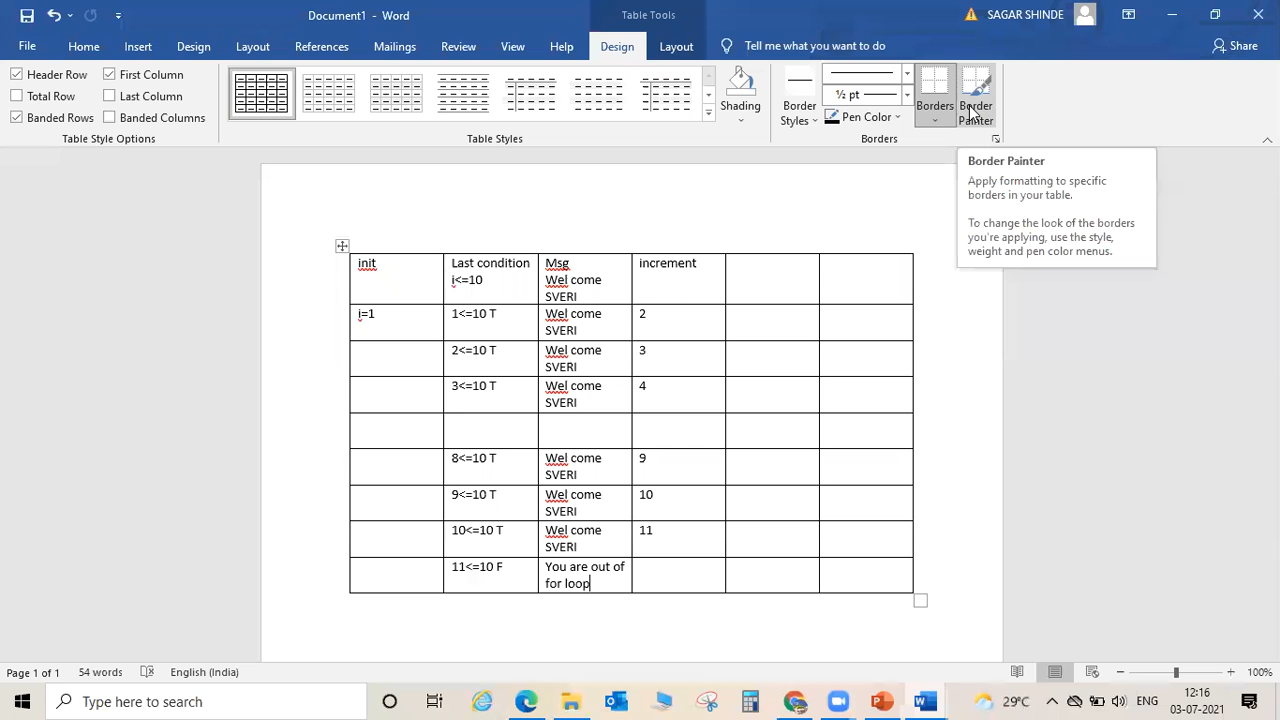 Document1 - Word
Table Tools
SAGAR SHINDE
File
Home
Insert
Design
Layout
References
Mailings
Review
View
Help
Design
Layout
Tell me what you want to do
Share
Header Row
First Column
Total Row
Last Column
Banded Rows
Banded Columns
Table Style Options
Table Styles
Shading
Border
Styles
½ pt
Pen Color
Borders
Border
Painter
Borders
Border Painter
Apply formatting to specific
borders in your table.
To change the look of the borders
you're applying, use the style,
weight and pen color menus.
init
Last condition
i<=10
Msg
Wel come
SVERI
increment
i=1
1<=10 T
Wel come
SVERI
2
2<=10 T
Wel come
SVERI
3
3<=10 T
Wel come
SVERI
4
8<=10 T
Wel come
SVERI
9
9<=10 T
Wel come
SVERI
10
10<=10 T
Wel come
SVERI
11
11<=10 F
You are out of
for loop
Page 1 of 1
54 words
English (India)
100%
Type here to search
29°C
ENG
12:16
03-07-2021